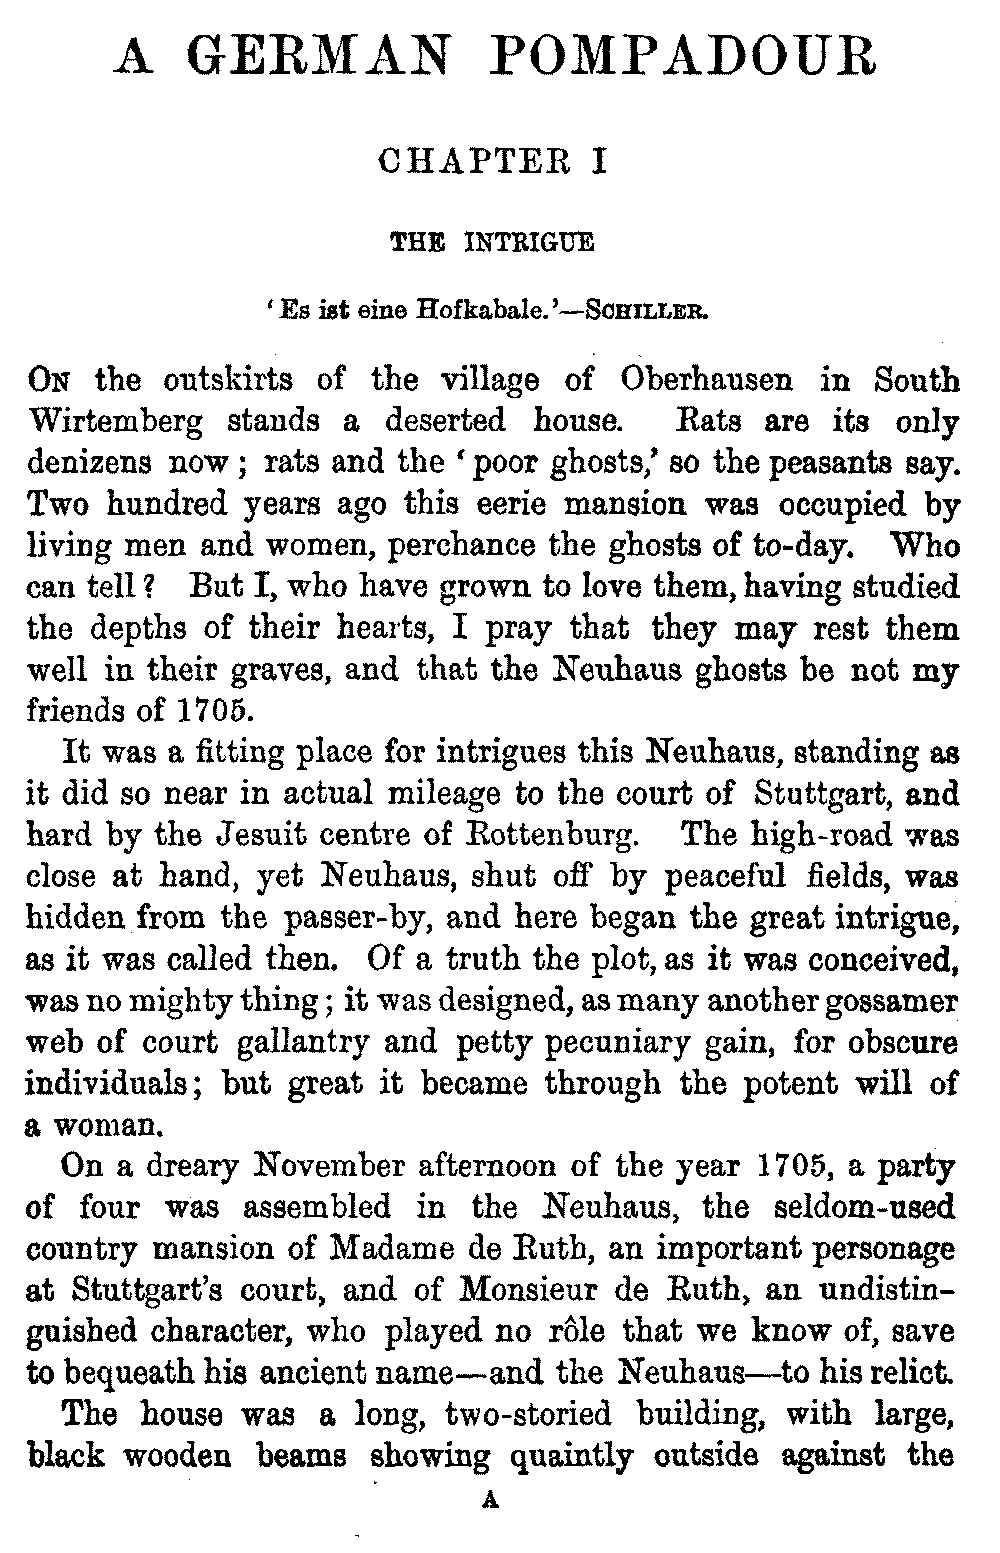 A GERMAN POMPADOUR
CHAPTER I
THE INTRIGUE
‘Es ist eine Hofkabale.’—SCHILLER.
ON the outskirts of the village of Oberhausen in South
Wirtemberg stands a deserted house. Rats are its only
denizens now; rats and the ‘poor ghosts,’ so the peasants say.
Two hundred years ago this eerie mansion was occupied by
living men and women, perchance the ghosts of to-day. Who
can tell? But I, who have grown to love them, having studied
the depths of their hearts, I pray that they may rest them
well in their graves, and that the Neuhaus ghosts be not my
friends of 1705.
It was a fitting place for intrigues this Neuhaus, standing as
it did so near in actual mileage to the court of Stuttgart, and
hard by the Jesuit centre of Rottenburg. The high-road was
close at hand, yet Neuhaus, shut off by peaceful fields, was
hidden from the passer-by, and here began the great intrigue,
as it was called then. Of a truth the plot, as it was conceived,
was no mighty thing; it was designed, as many another gossamer
web of court gallantry and petty pecuniary gain, for obscure
individuals; but great it became through the potent will of
a woman.
On a dreary November afternoon of the year 1705, a party
of four was assembled in the Neuhaus, the seldom-used
country mansion of Madame de Ruth, an important personage
at Stuttgart’s court, and of Monsieur de Ruth, an undistin-
guished character, who played no rôle that we know of, save
to bequeath his ancient name—and the Neuhaus—to his relict.
The house was a long, two-storied building, with large,
black wooden beams showing quaintly outside against the
A